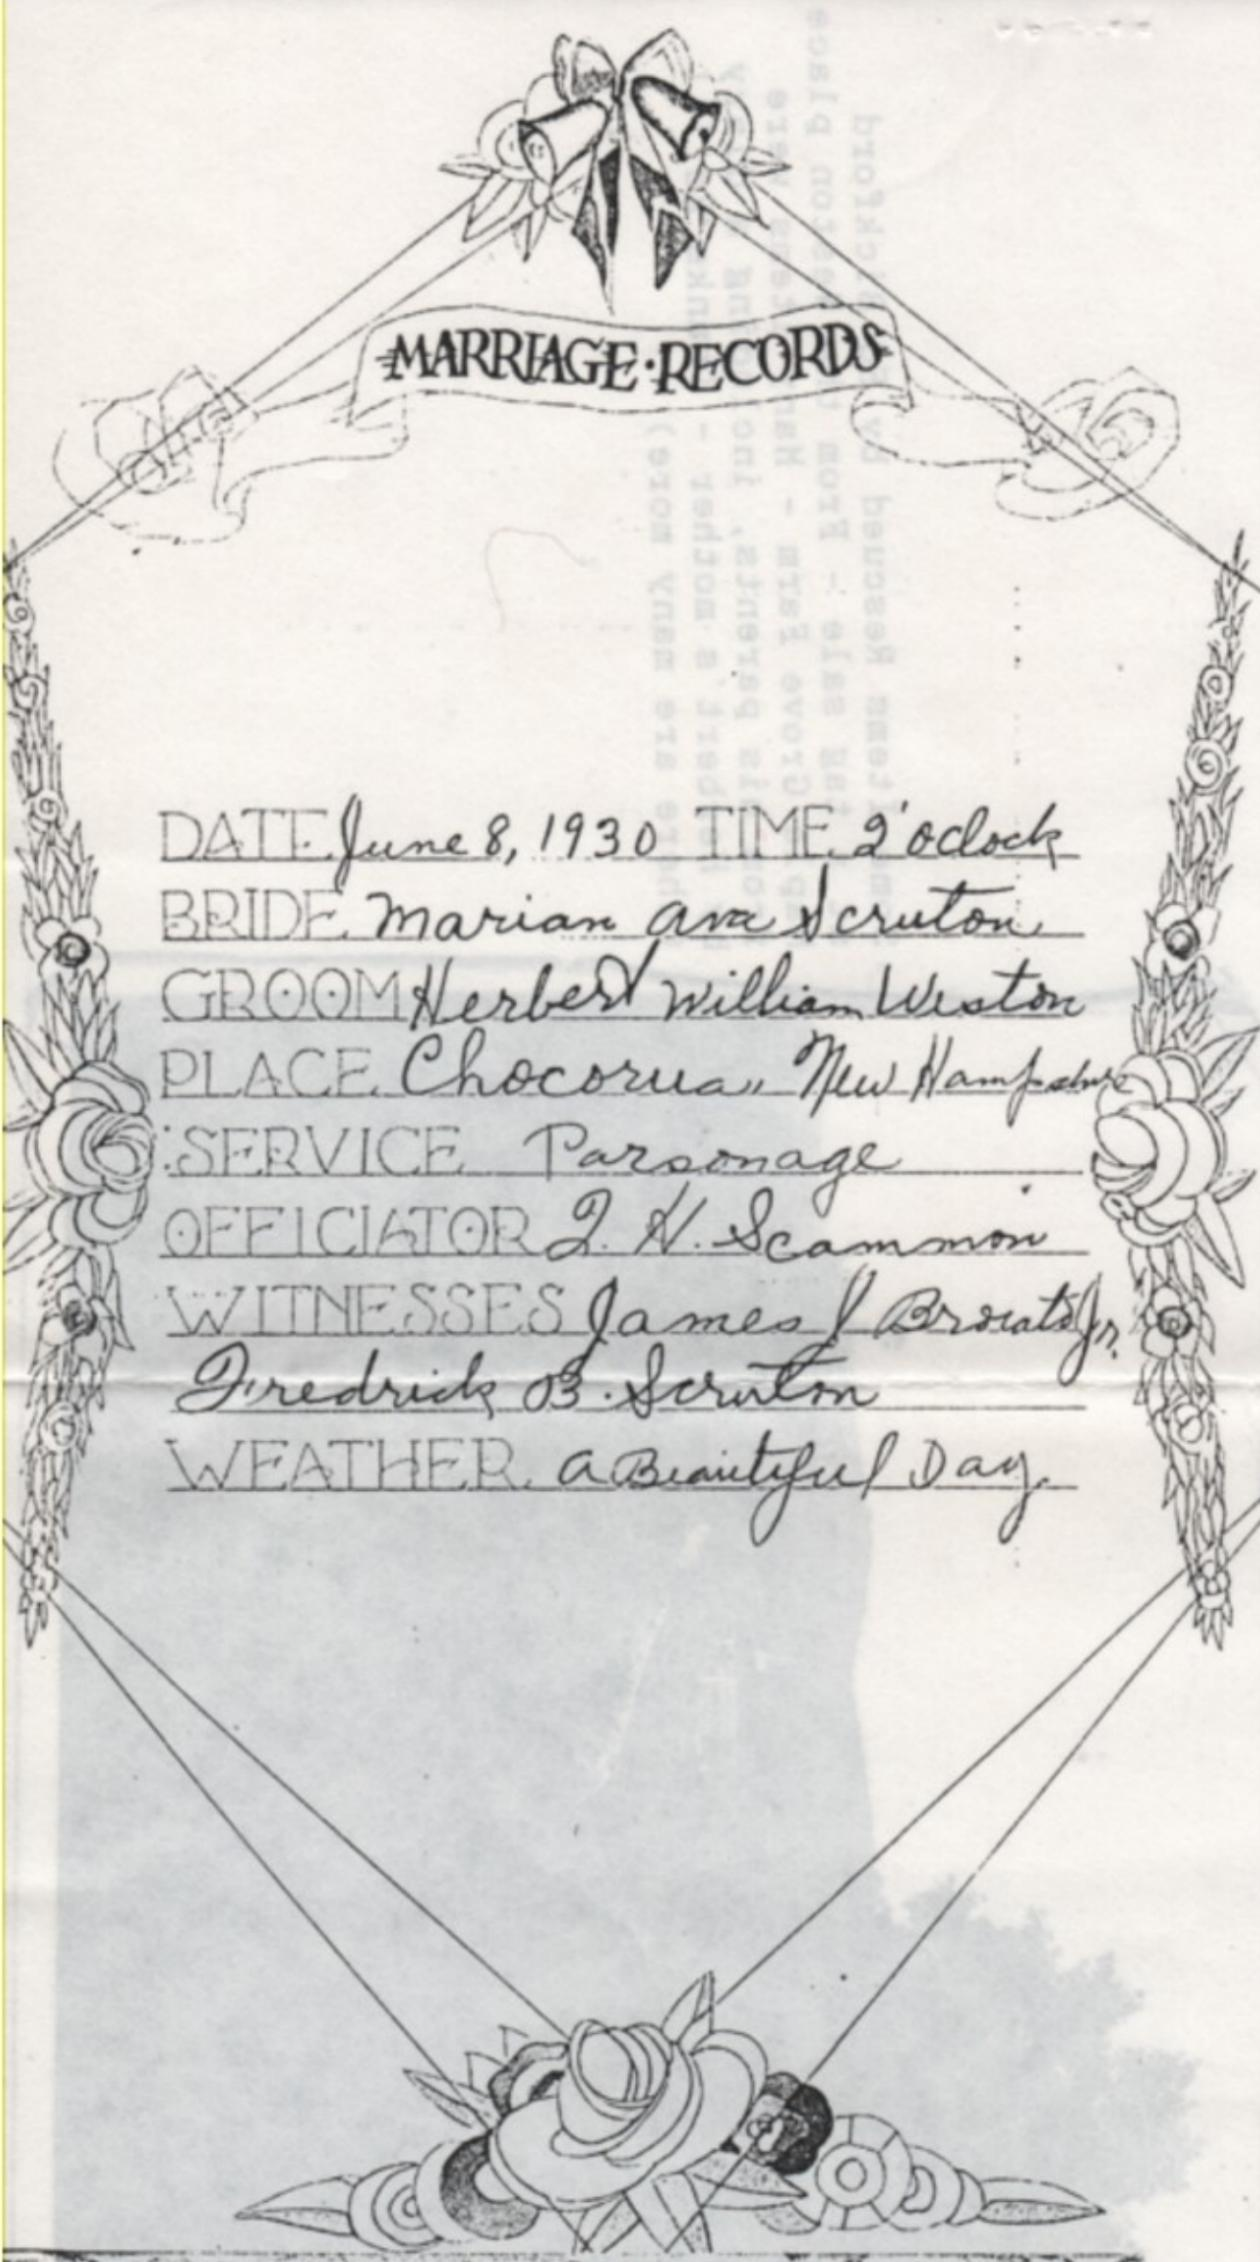 MARRIAGE·RECORDS
DATE June 8, 1930 TIME 2 o'clock
BRIDE Marian Ava Scruton
GROOM Herbert William Weston
PLACE Chocorua, New Hampshire
SERVICE Parsonage
OFFICIATOR H. Scammon
WITNESSES James J Jr.
Fredrick B. Scruton
WEATHER a Beautiful Day.